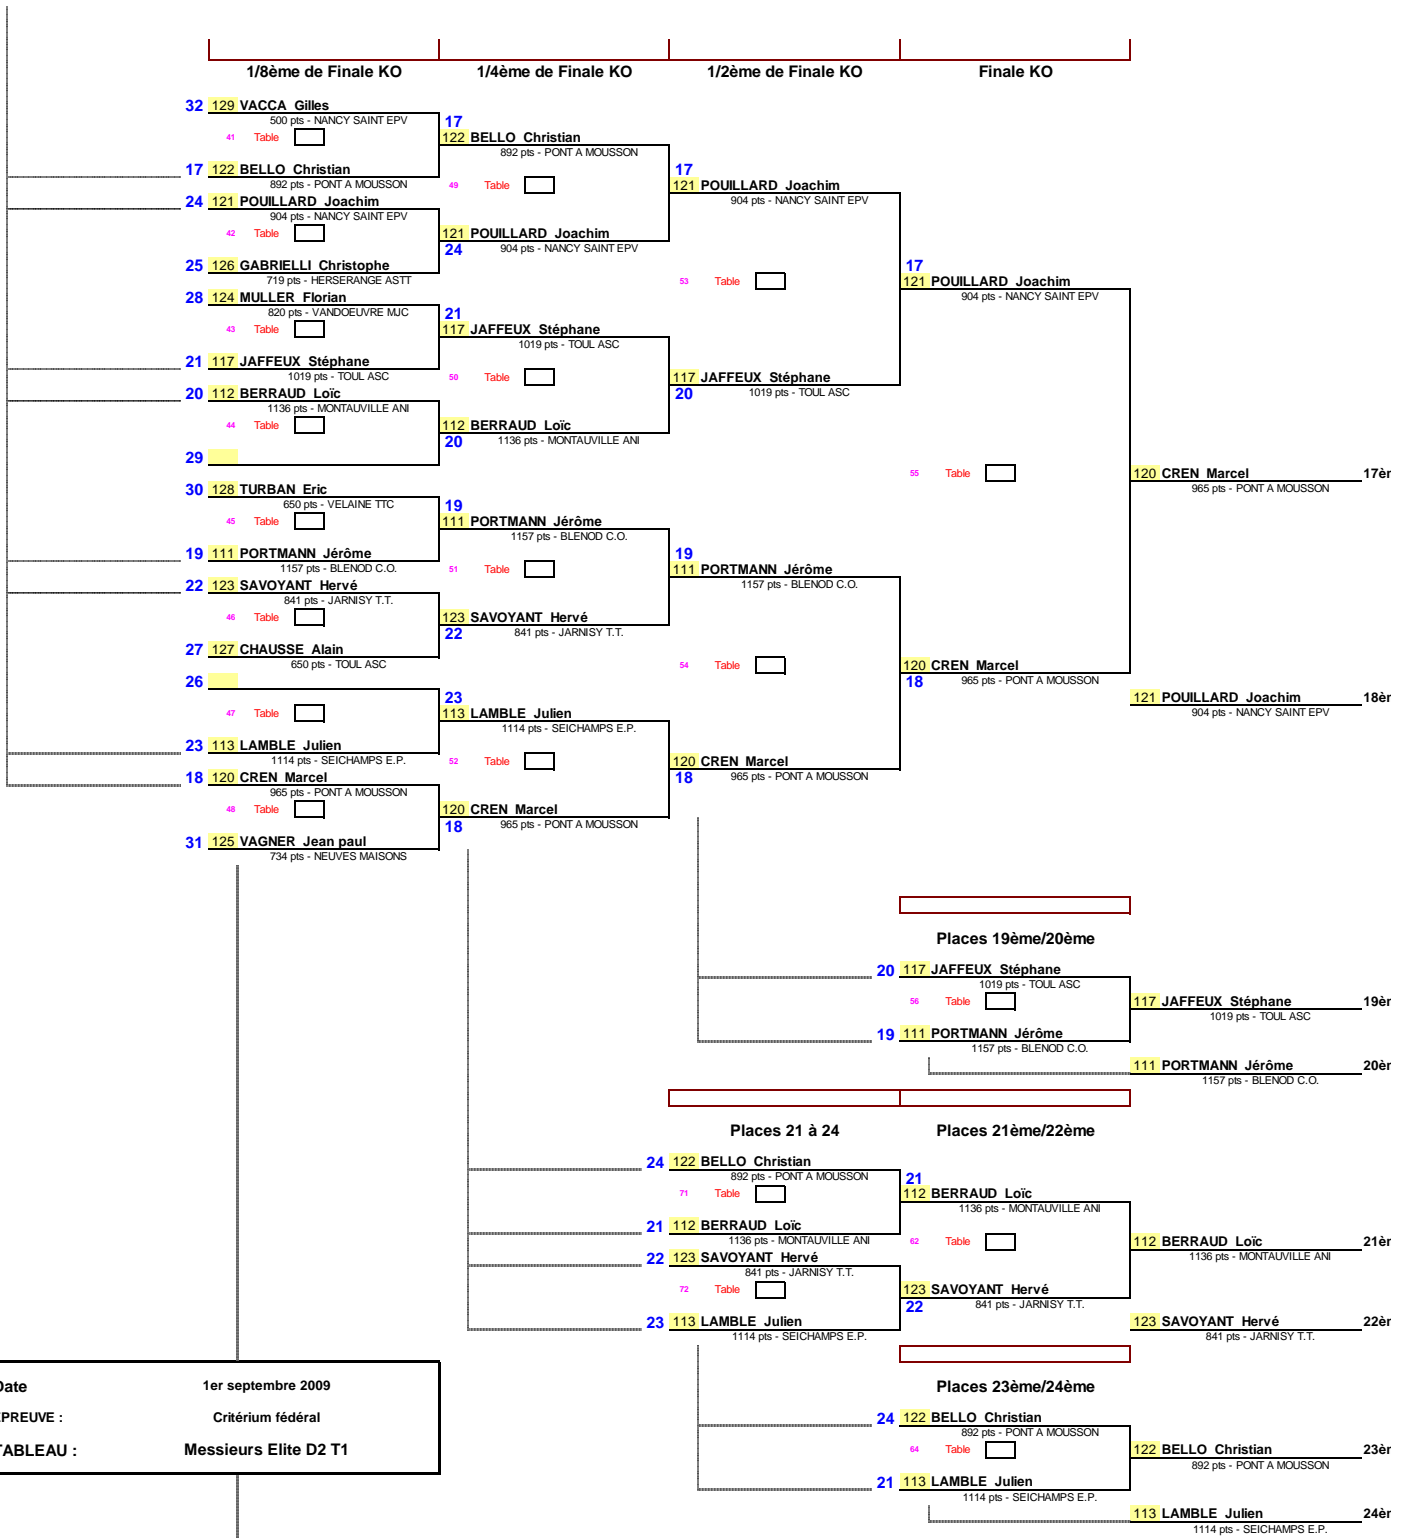 1/8ème de Finale KO
1/4ème de Finale KO
1/2ème de Finale KO
Finale KO
32 129 VACCA Gilles
500 pts - NANCY SAINT EPV
41 Table
17 122 BELLO Christian
892 pts - PONT A MOUSSON
24 121 POUILLARD Joachim
904 pts - NANCY SAINT EPV
42 Table
25 126 GABRIELLI Christophe
719 pts - HERSERANGE ASTT
28 124 MULLER Florian
820 pts - VANDOEUVRE MJC
43 Table
21 117 JAFFEUX Stéphane
1019 pts - TOUL ASC
20 112 BERRAUD Loïc
1136 pts - MONTAUVILLE ANI
44 Table
29
30 128 TURBAN Eric
650 pts - VELAINE TTC
45 Table
19 111 PORTMANN Jérôme
1157 pts - BLENOD C.O.
22 123 SAVOYANT Hervé
841 pts - JARNISY T.T.
46 Table
27 127 CHAUSSE Alain
650 pts - TOUL ASC
26
47 Table
23 113 LAMBLE Julien
1114 pts - SEICHAMPS E.P.
18 120 CREN Marcel
965 pts - PONT A MOUSSON
48 Table
31 125 VAGNER Jean paul
734 pts - NEUVES MAISONS
17
122 BELLO Christian
892 pts - PONT A MOUSSON
49 Table
121 POUILLARD Joachim
24 904 pts - NANCY SAINT EPV
21
117 JAFFEUX Stéphane
1019 pts - TOUL ASC
50 Table
112 BERRAUD Loïc
20 1136 pts - MONTAUVILLE ANI
19
111 PORTMANN Jérôme
1157 pts - BLENOD C.O.
51 Table
123 SAVOYANT Hervé
22 841 pts - JARNISY T.T.
23
113 LAMBLE Julien
1114 pts - SEICHAMPS E.P.
52 Table
120 CREN Marcel
18 965 pts - PONT A MOUSSON
17
121 POUILLARD Joachim
904 pts - NANCY SAINT EPV
53 Table
117 JAFFEUX Stéphane
20 1019 pts - TOUL ASC
19
111 PORTMANN Jérôme
1157 pts - BLENOD C.O.
54 Table
120 CREN Marcel
18 965 pts - PONT A MOUSSON
17
121 POUILLARD Joachim
904 pts - NANCY SAINT EPV
55 Table
120 CREN Marcel
18 965 pts - PONT A MOUSSON
120 CREN Marcel 17èr
965 pts - PONT A MOUSSON
121 POUILLARD Joachim 18èr
904 pts - NANCY SAINT EPV
Places 19ème/20ème
20 117 JAFFEUX Stéphane
1019 pts - TOUL ASC
56 Table
19 111 PORTMANN Jérôme
1157 pts - BLENOD C.O.
117 JAFFEUX Stéphane 19èr
1019 pts - TOUL ASC
111 PORTMANN Jérôme 20èr
1157 pts - BLENOD C.O.
Places 21 à 24
Places 21ème/22ème
24 122 BELLO Christian
892 pts - PONT A MOUSSON
71 Table
21 112 BERRAUD Loïc
1136 pts - MONTAUVILLE ANI
22 123 SAVOYANT Hervé
841 pts - JARNISY T.T.
72 Table
23 113 LAMBLE Julien
1114 pts - SEICHAMPS E.P.
21
112 BERRAUD Loïc
1136 pts - MONTAUVILLE ANI
62 Table
123 SAVOYANT Hervé
22 841 pts - JARNISY T.T.
112 BERRAUD Loïc 21èr
1136 pts - MONTAUVILLE ANI
123 SAVOYANT Hervé 22èr
841 pts - JARNISY T.T.
Places 23ème/24ème
24 122 BELLO Christian
892 pts - PONT A MOUSSON
64 Table
21 113 LAMBLE Julien
1114 pts - SEICHAMPS E.P.
122 BELLO Christian 23èr
892 pts - PONT A MOUSSON
113 LAMBLE Julien 24èr
1114 pts - SEICHAMPS E.P.
Date 1er septembre 2009
PREUVE : Critérium fédéral
TABLEAU : Messieurs Elite D2 T1